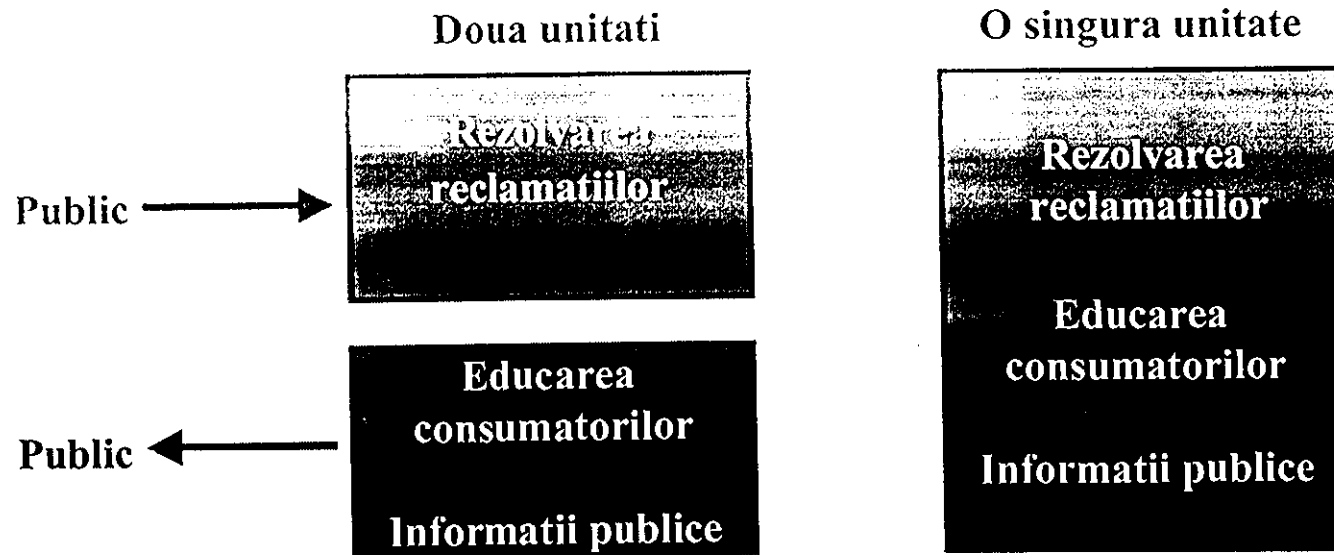 Doua unitati
Public
Rezolvarea
reclamatiilor
Public
Educarea
consumatorilor
Informatii publice
O singura unitate
Rezolvarea
reclamatiilor
Educarea
consumatorilor
Informatii publice